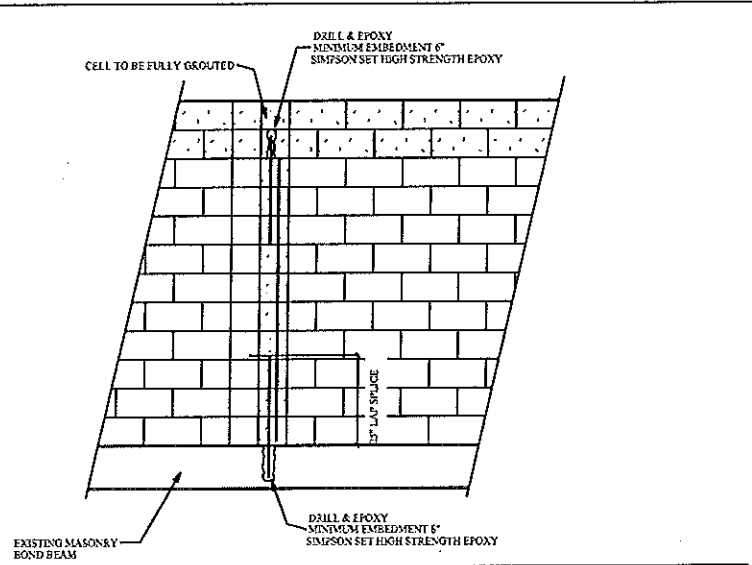 DRILL & EPOXY
MINIMUM EMBEDMENT 6"
SIMPSON SET HIGH STRENGTH EPOXY
CELL TO BE FULLY GROUTED
LAP SPLICE
DRILL & EPOXY
MINIMUM EMBEDMENT 6"
SIMPSON SET HIGH STRENGTH EPOXY
EXISTING MASONRY
BOND BEAM